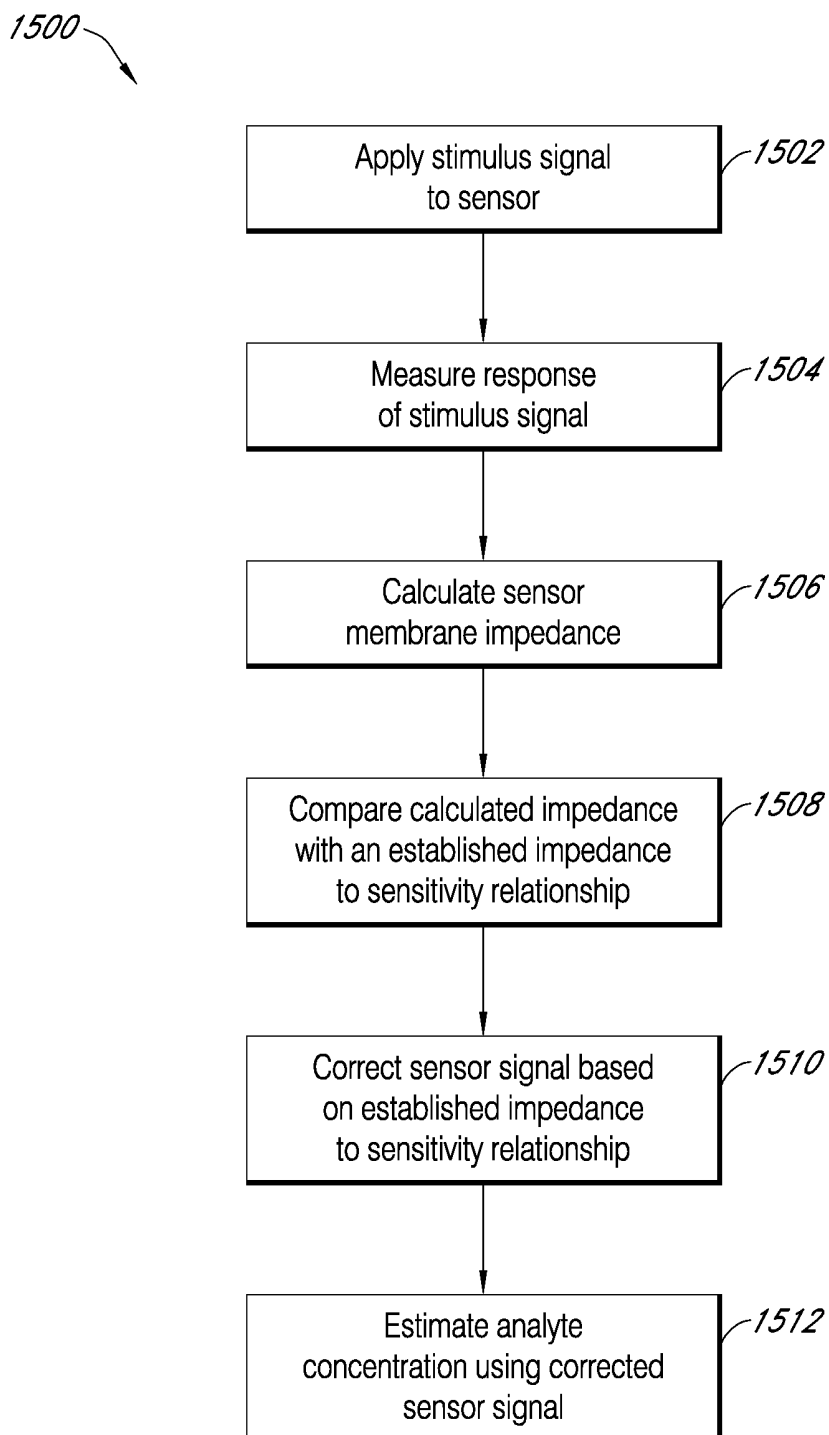 1500
Apply stimulus signal
to sensor
1502
Measure response
of stimulus signal
1504
Calculate sensor
membrane impedance
1506
Compare calculated impedance
with an established impedance
to sensitivity relationship
1508
Correct sensor signal based
on established impedance
to sensitivity relationship
1510
Estimate analyte
concentration using corrected
sensor signal
1512